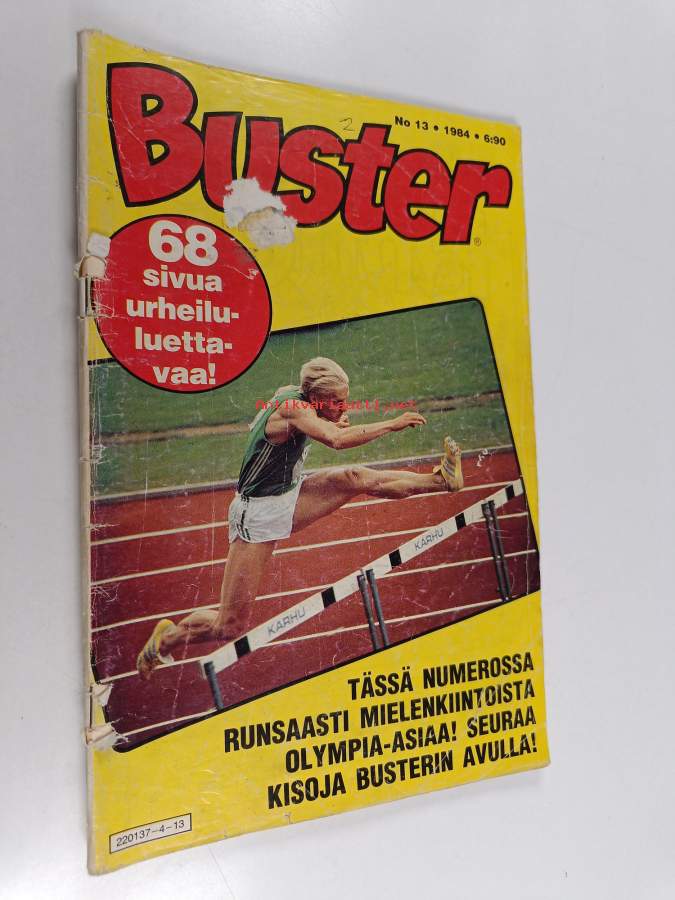 No 13 • 1984 • 6:90
Buster
®
68
sivua
urheilu-
luetta-
vaa!
Antikvariaatti.net
KARHU
KARHU
TÄSSÄ NUMEROSSA
RUNSAASTI MIELENKIINTOISTA
OLYMPIA-ASIAA! SEURAA
KISOJA BUSTERIN AVULLA!
220137-4-13